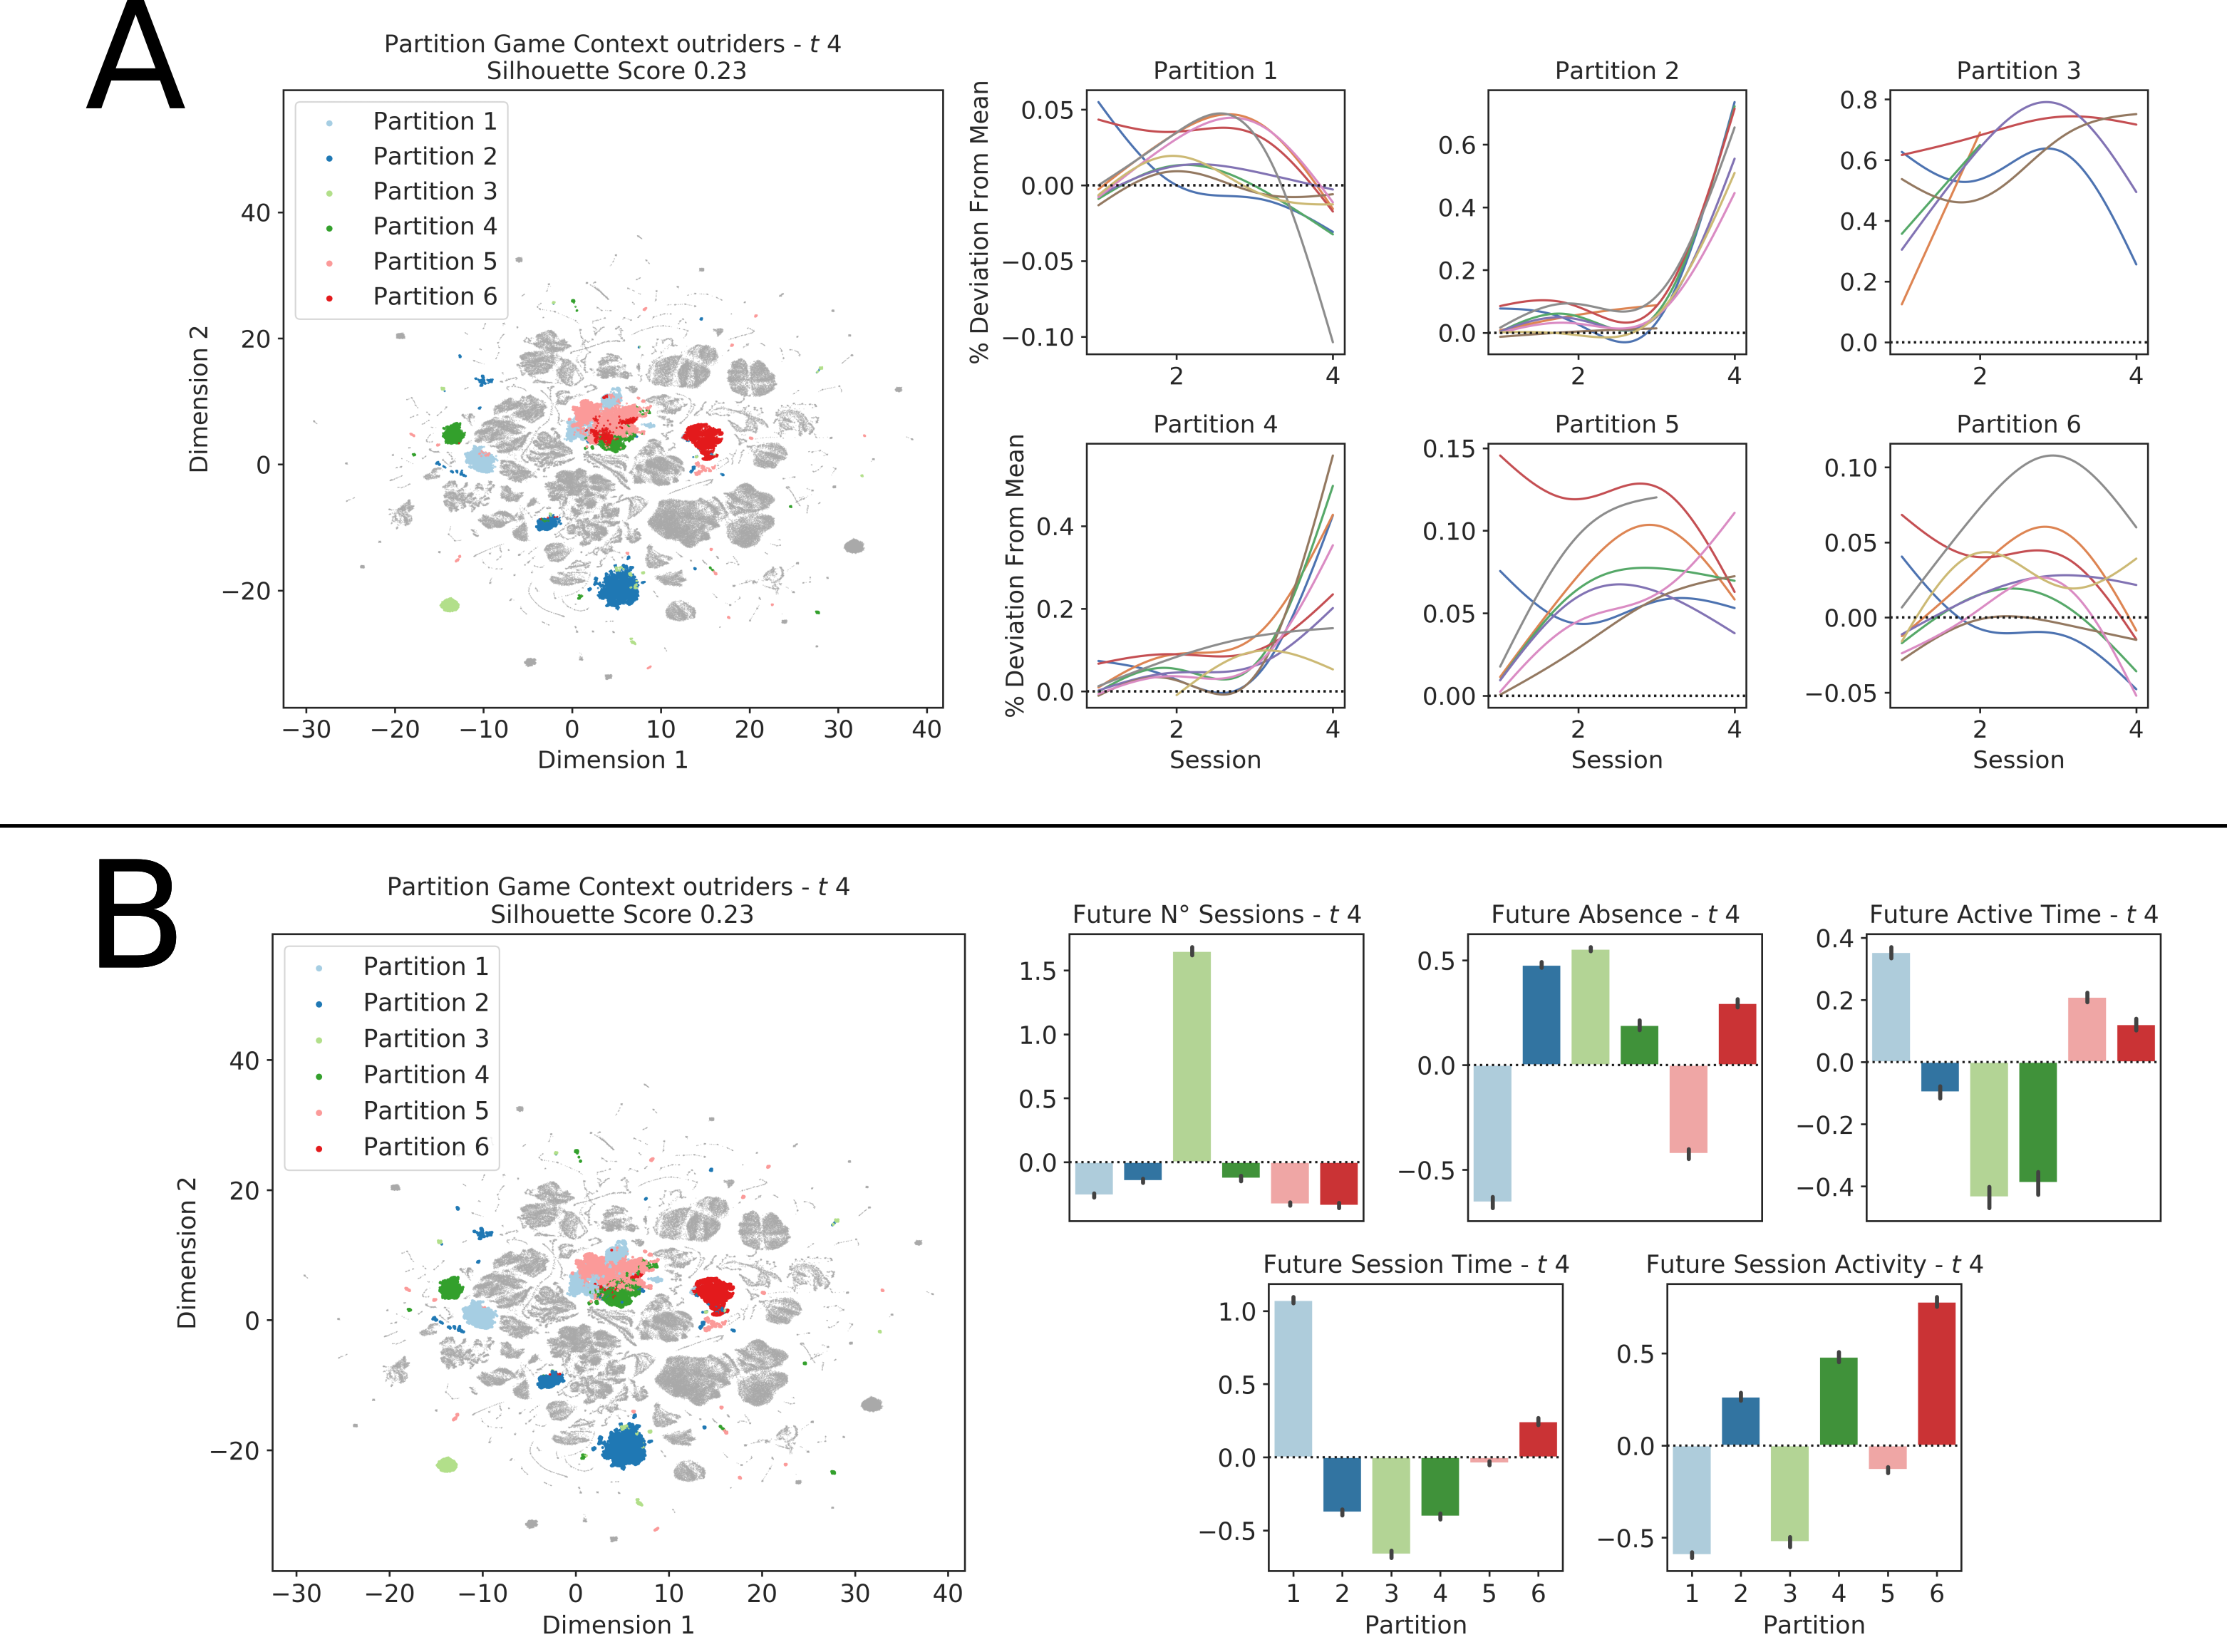 A
Partition Game Context outriders - t 4
Silhouette Score 0.23
Partition 1
Partition 2
Partition 3
Partition 4
Partition 5
Partition 6
40
20
0
−20
Dimension 2
−30 −20 −10 0 10 20 30 40
Dimension 1
Partition 1
0.05
0.00
−0.05
−0.10
% Deviation From Mean
2 4
Partition 2
0.6
0.4
0.2
0.0
2 4
Partition 3
0.8
0.6
0.4
0.2
0.0
2 4
Partition 4
0.4
0.2
0.0
% Deviation From Mean
2 4
Session
Partition 5
0.15
0.10
0.05
0.00
2 4
Session
Partition 6
0.10
0.05
0.00
−0.05
2 4
Session
B
Partition Game Context outriders - t 4
Silhouette Score 0.23
Partition 1
Partition 2
Partition 3
Partition 4
Partition 5
Partition 6
40
20
0
−20
Dimension 2
−30 −20 −10 0 10 20 30 40
Dimension 1
Future N° Sessions - t 4
1.5
1.0
0.5
0.0
Future Absence - t 4
0.5
0.0
−0.5
Future Active Time - t 4
0.4
0.2
0.0
−0.2
−0.4
Future Session Time - t 4
1.0
0.5
0.0
−0.5
1 2 3 4 5 6
Partition
Future Session Activity - t 4
0.5
0.0
−0.5
1 2 3 4 5 6
Partition